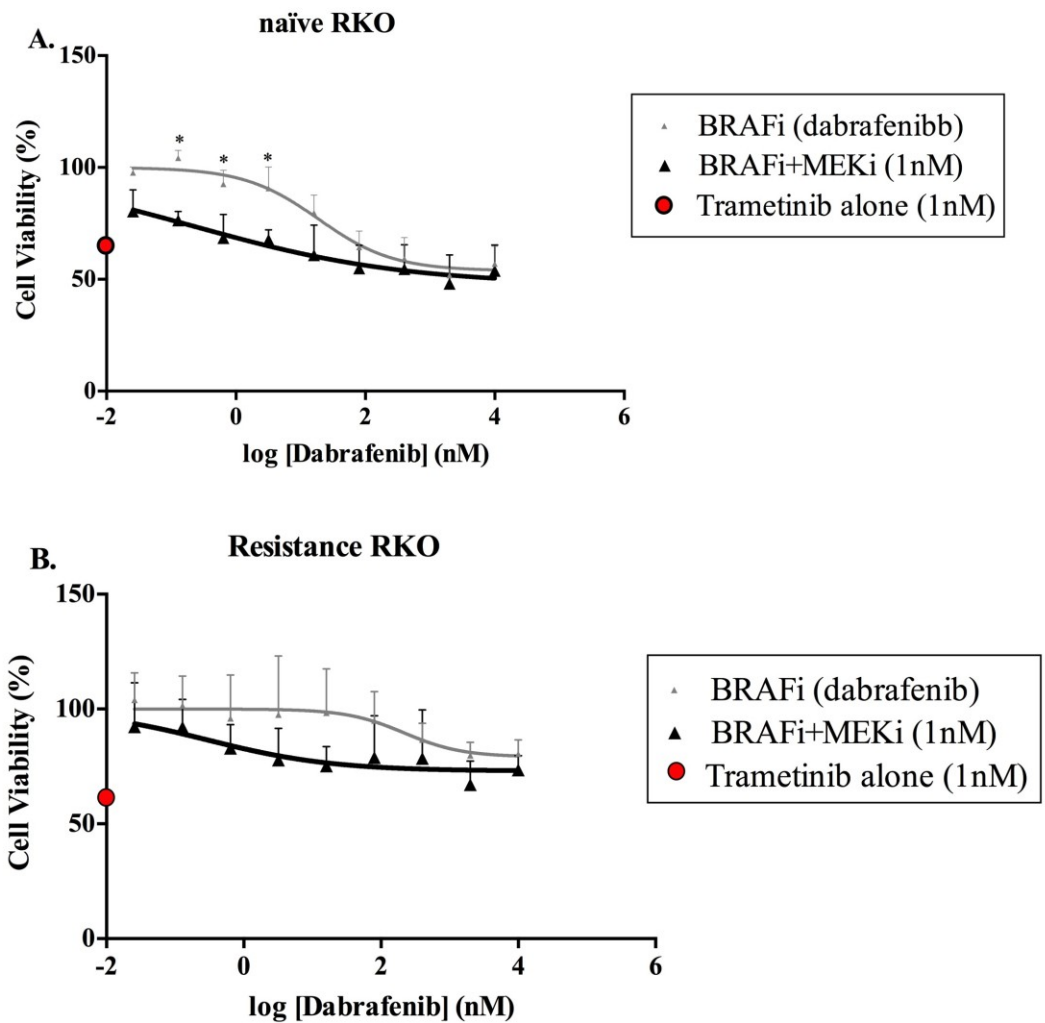 naïve RKO
A.
150
100
50
0
* * *
Cell Viability (%)
-2 0 2 4 6
log [Dabrafenib] (nM)
BRAFi (dabrafenibb)
BRAFi+MEKi (1nM)
Trametinib alone (1nM)
Resistance RKO
B.
150
100
50
0
Cell Viability (%)
-2 0 2 4 6
log [Dabrafenib] (nM)
BRAFi (dabrafenib)
BRAFi+MEKi (1nM)
Trametinib alone (1nM)